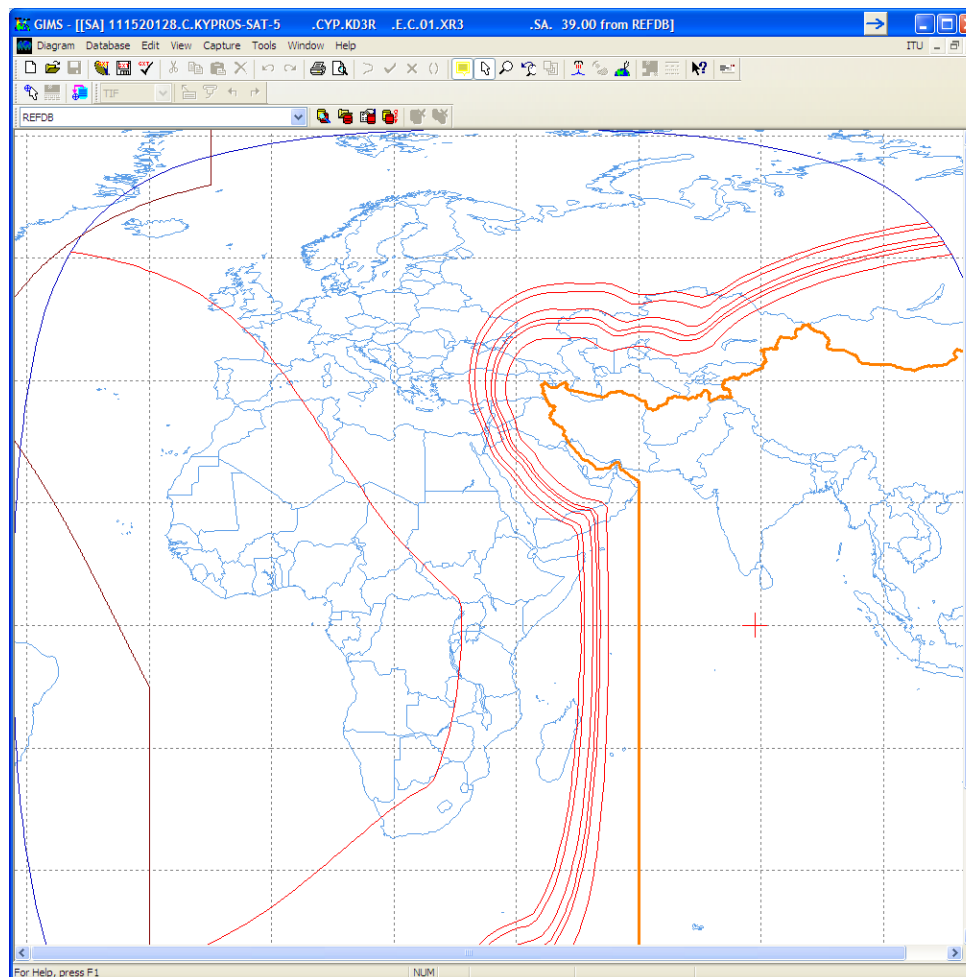 GIMS - [[SA] 111520128.C.KYPROS-SAT-5 .CYP.KD3R .E.C.01.XR3 .SA. 39.00 from REFDB]
Diagram Database Edit View Capture Tools Window Help ITU
TIF
REFDB
For Help, press F1 NUM